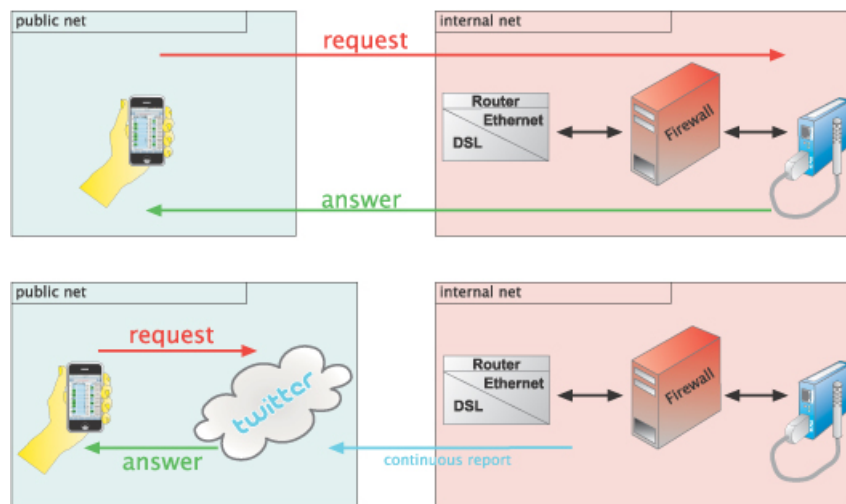 public net
internal net
request
Router
Ethernet
DSL
Firewall
answer
public net
internal net
request
twitter
Router
Ethernet
DSL
Firewall
answer
continuous report